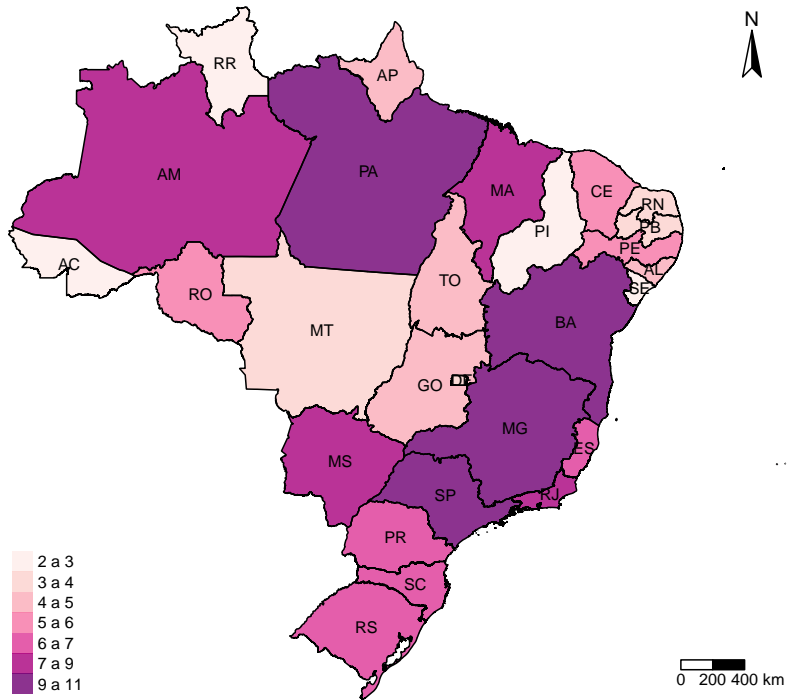 N
RR
AP
AM
PA
MA
CE
RN
PB
PI
PE
AL
SE
AC
RO
TO
MT
BA
DF
GO
MG
ES
MS
SP
RJ
PR
SC
RS
2 a 3
3 a 4
4 a 5
5 a 6
6 a 7
7 a 9
9 a 11
0 200 400 km